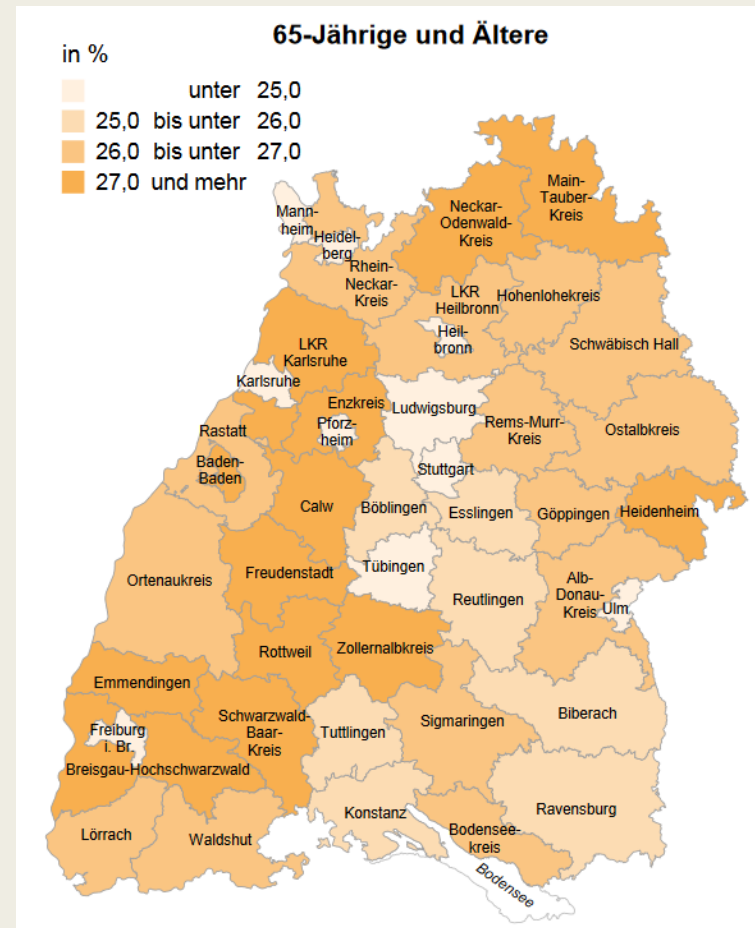 65-Jährige und Ältere
in %
unter 25,0
25,0 bis unter 26,0
26,0 bis unter 27,0
27,0 und mehr
Main-
Tauber-
Kreis
Neckar-
Odenwald-
Kreis
Mann-
heim
Heidel-
berg
Rhein-
Neckar-
Kreis
LKR
Heilbronn
Hohenlohekreis
Heil-
bronn
Schwäbisch Hall
LKR
Karlsruhe
Karlsruhe
Enzkreis
Ludwigsburg
Pforz-
heim
Rems-Murr-
Kreis
Ostalbkreis
Rastatt
Baden-
Baden
Stuttgart
Calw
Böblingen
Esslingen
Göppingen
Heidenheim
Ortenaukreis
Freudenstadt
Tübingen
Reutlingen
Alb-
Donau-
Kreis
Ulm
Rottweil
Zollernalbkreis
Emmendingen
Schwarzwald-
Baar-
Kreis
Tuttlingen
Sigmaringen
Biberach
Freiburg
i. Br.
Breisgau-Hochschwarzwald
Konstanz
Ravensburg
Lörrach
Waldshut
Bodensee-
kreis
Bodensee